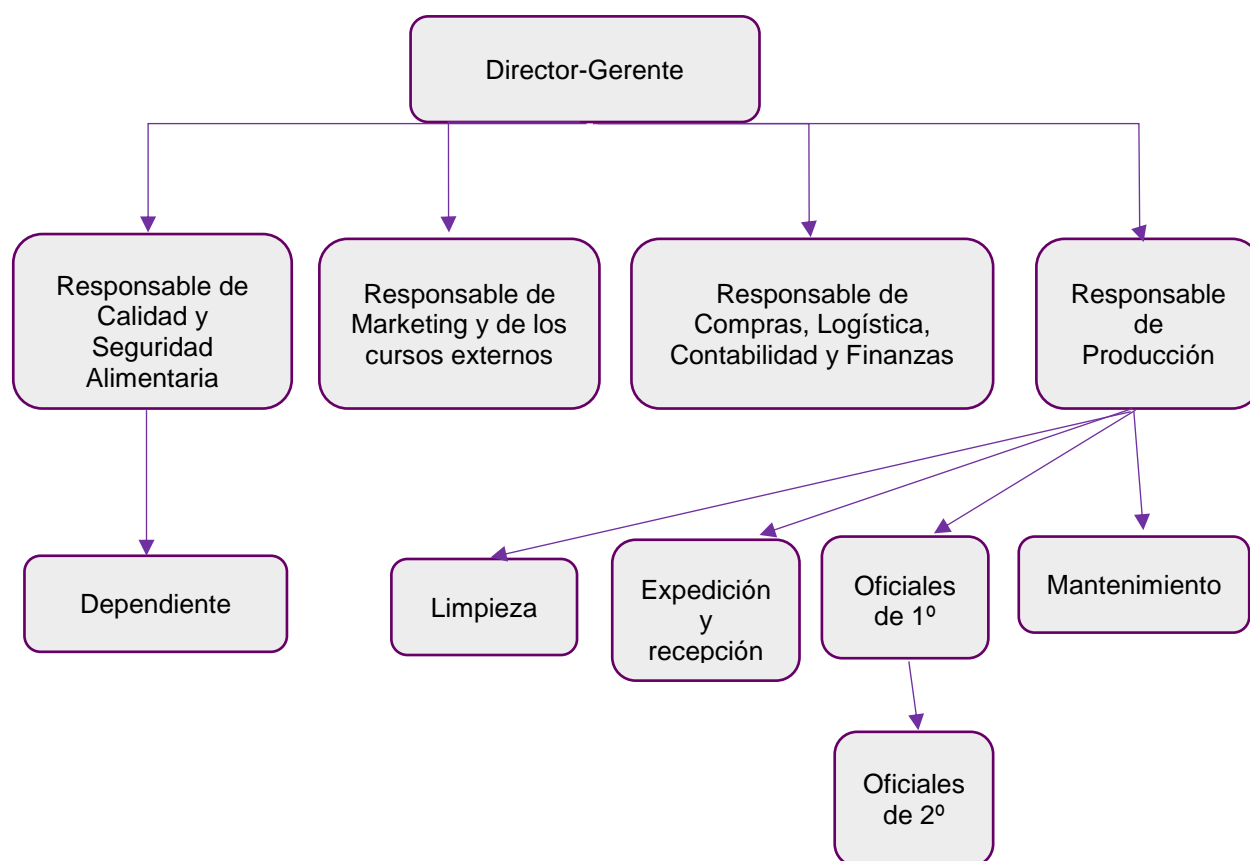 Director-Gerente
Responsable de
Calidad y
Seguridad
Alimentaria
Responsable de
Marketing y de los
cursos externos
Responsable de
Compras, Logística,
Contabilidad y Finanzas
Responsable
de
Producción
Dependiente
Limpieza
Expedición
y
recepción
Oficiales
de 1º
Mantenimiento
Oficiales
de 2º